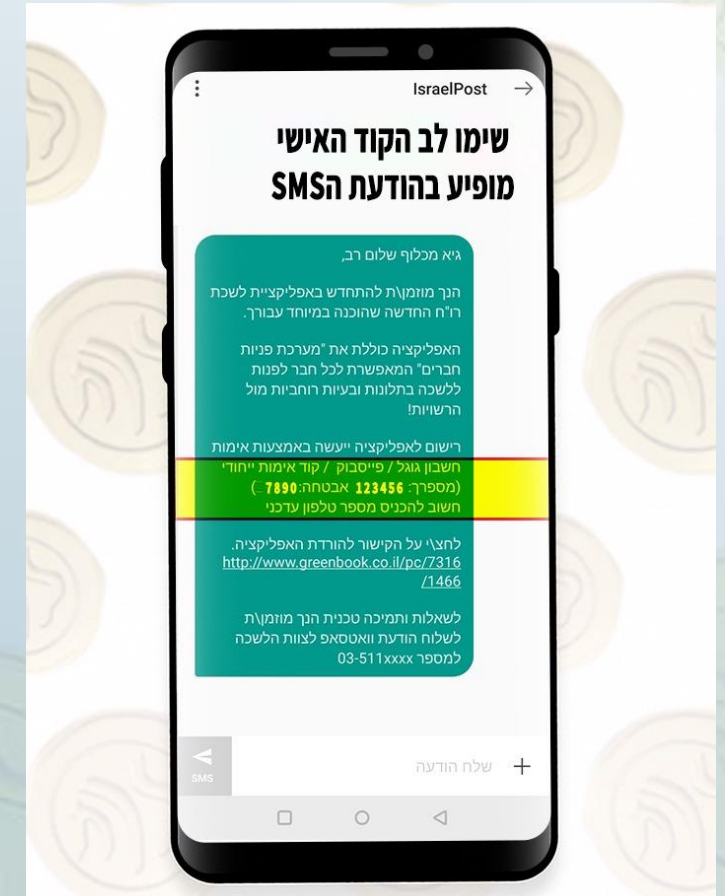 IsraelPost
שימו לב הקוד האישי
מופיע בהודעת הSMS
גיא מכלוף שלום רב,
הנך מוזמן\ת להתחדש באפליקציית לשכת
רו"ח החדשה שהוכנה במיוחד עבורך.
האפליקציה כוללת את "מערכת פניות
חברים" המאפשרת לכל חבר לפנות
ללשכה בתלונות ובעיות רוחביות מול
הרשויות!
רישום לאפליקציה ייעשה באמצעות אימות
חשבון גוגל / פייסבוק / קוד אימות ייחודי
(מספרך: 123456 אבטחה:7890)
חשוב להכניס מספר טלפון עדכני
לחצ\י על הקישור להורדת האפליקציה.
http://www.greenbook.co.il/pc/7316
/1466
לשאלות ותמיכה טכנית הנך מוזמן\ת
לשלוח הודעת וואטסאפ לצוות הלשכה
למספר 03-511xxxx
שלח הודעה
SMS